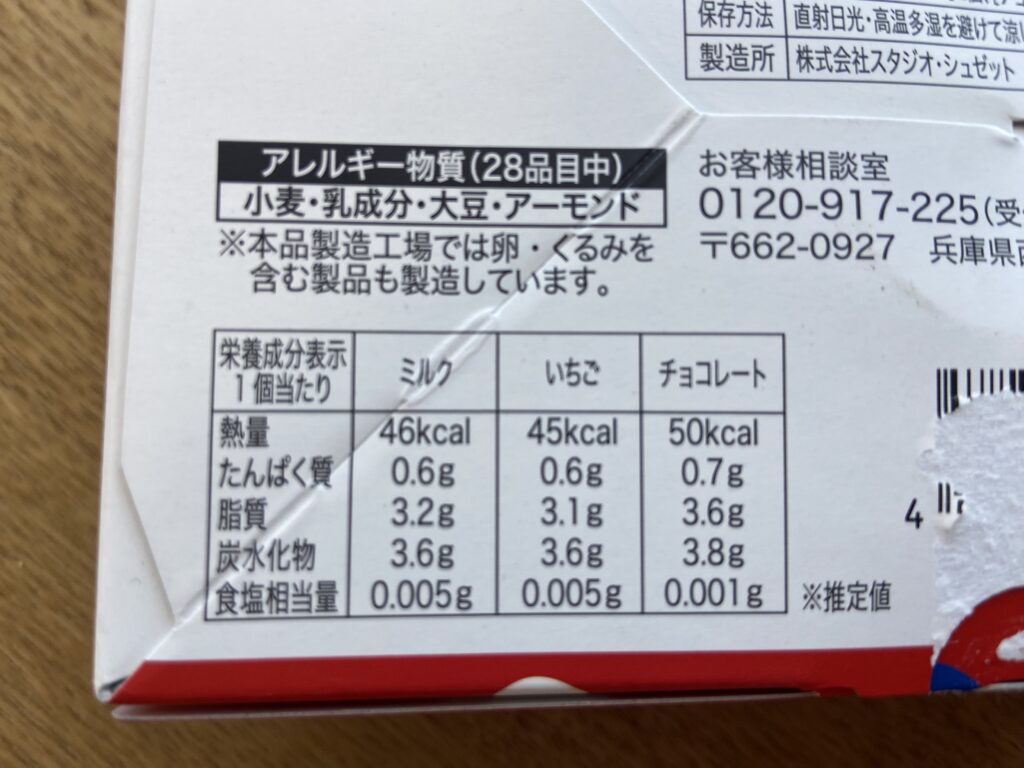 保存方法 直射日光・高温多湿を避けて涼し
製造所 株式会社スタジオ・シュゼット
アレルギー物質(28品目中)
小麦・乳成分・大豆・アーモンド
※本品製造工場では卵・くるみを
含む製品も製造しています。
お客様相談室
0120-917-225(受
〒662-0927 兵庫県西
栄養成分表示
1個当たり
ミルク いちご チョコレート
熱量 46kcal 45kcal 50kcal
たんぱく質 0.6g 0.6g 0.7g
脂質 3.2g 3.1g 3.6g
炭水化物 3.6g 3.6g 3.8g
食塩相当量 0.005g 0.005g 0.001g
※推定値
4